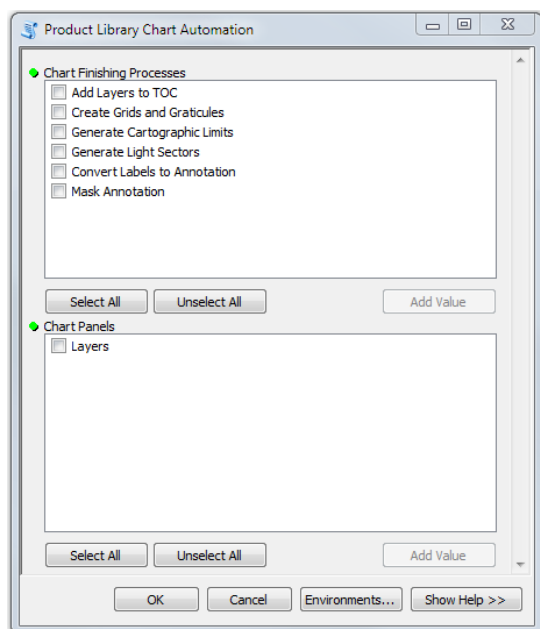 Product Library Chart Automation
Chart Finishing Processes
Add Layers to TOC
Create Grids and Graticules
Generate Cartographic Limits
Generate Light Sectors
Convert Labels to Annotation
Mask Annotation
Select All Unselect All Add Value
Chart Panels
Layers
Select All Unselect All Add Value
OK Cancel Environments... Show Help >>